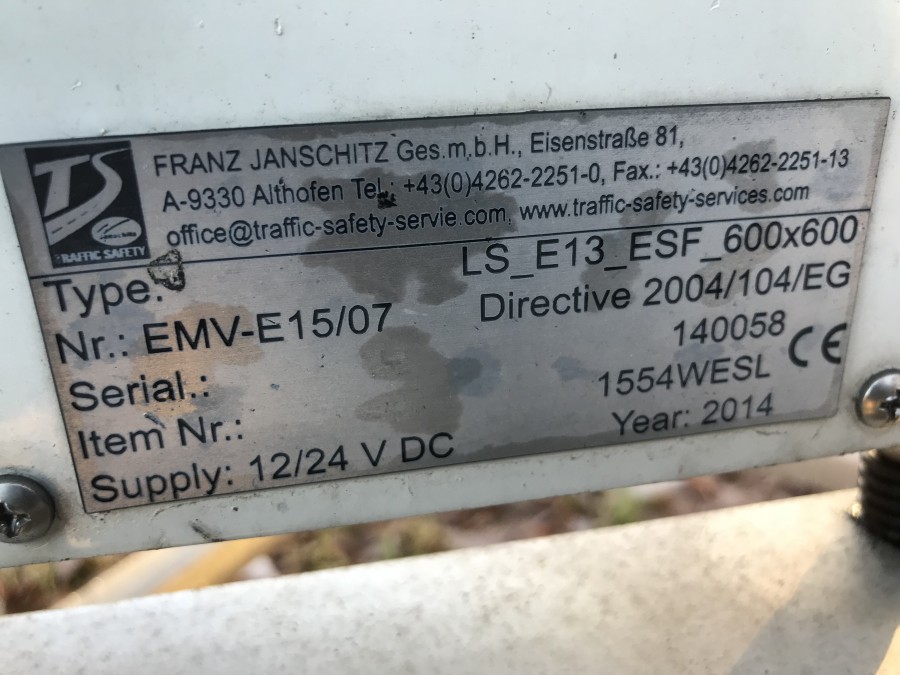 TS
TRAFFIC SAFETY
FRANZ JANSCHITZ Ges.m.b.H., Eisenstraße 81,
A-9330 Althofen Tel.: +43(0)4262-2251-0, Fax.: +43(0)4262-2251-13
office@traffic-safety-servie.com, www.traffic-safety-services.com
Type: LS_E13_ESF_600x600
Nr.: EMV-E15/07 Directive 2004/104/EG
Serial.: 140058
Item Nr.: 1554WESL CE
Supply: 12/24 V DC Year: 2014